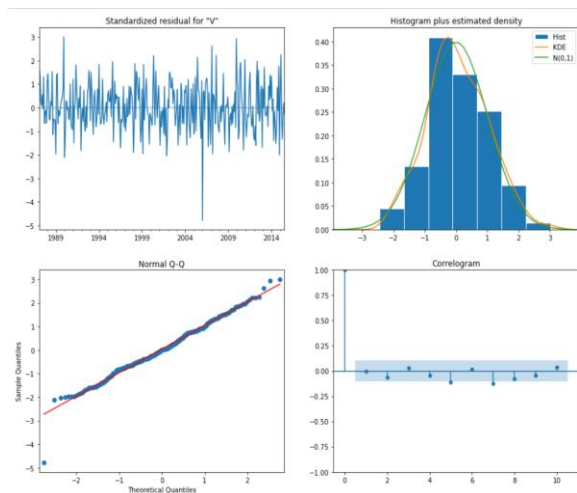 Standardized residual for "V"
3
2
1
0
−1
−2
−3
−4
−5
1989 1994 1999 2004 2009 2014
Histogram plus estimated density
Hist
KDE
N(0,1)
0.40
0.35
0.30
0.25
0.20
0.15
0.10
0.05
0.00
−3 −2 −1 0 1 2 3
Normal Q-Q
Sample Quantiles
3
2
1
0
−1
−2
−3
−4
−5
−2 −1 0 1 2
Theoretical Quantiles
Correlogram
1.00
0.75
0.50
0.25
0.00
−0.25
−0.50
−0.75
−1.00
0 2 4 6 8 10